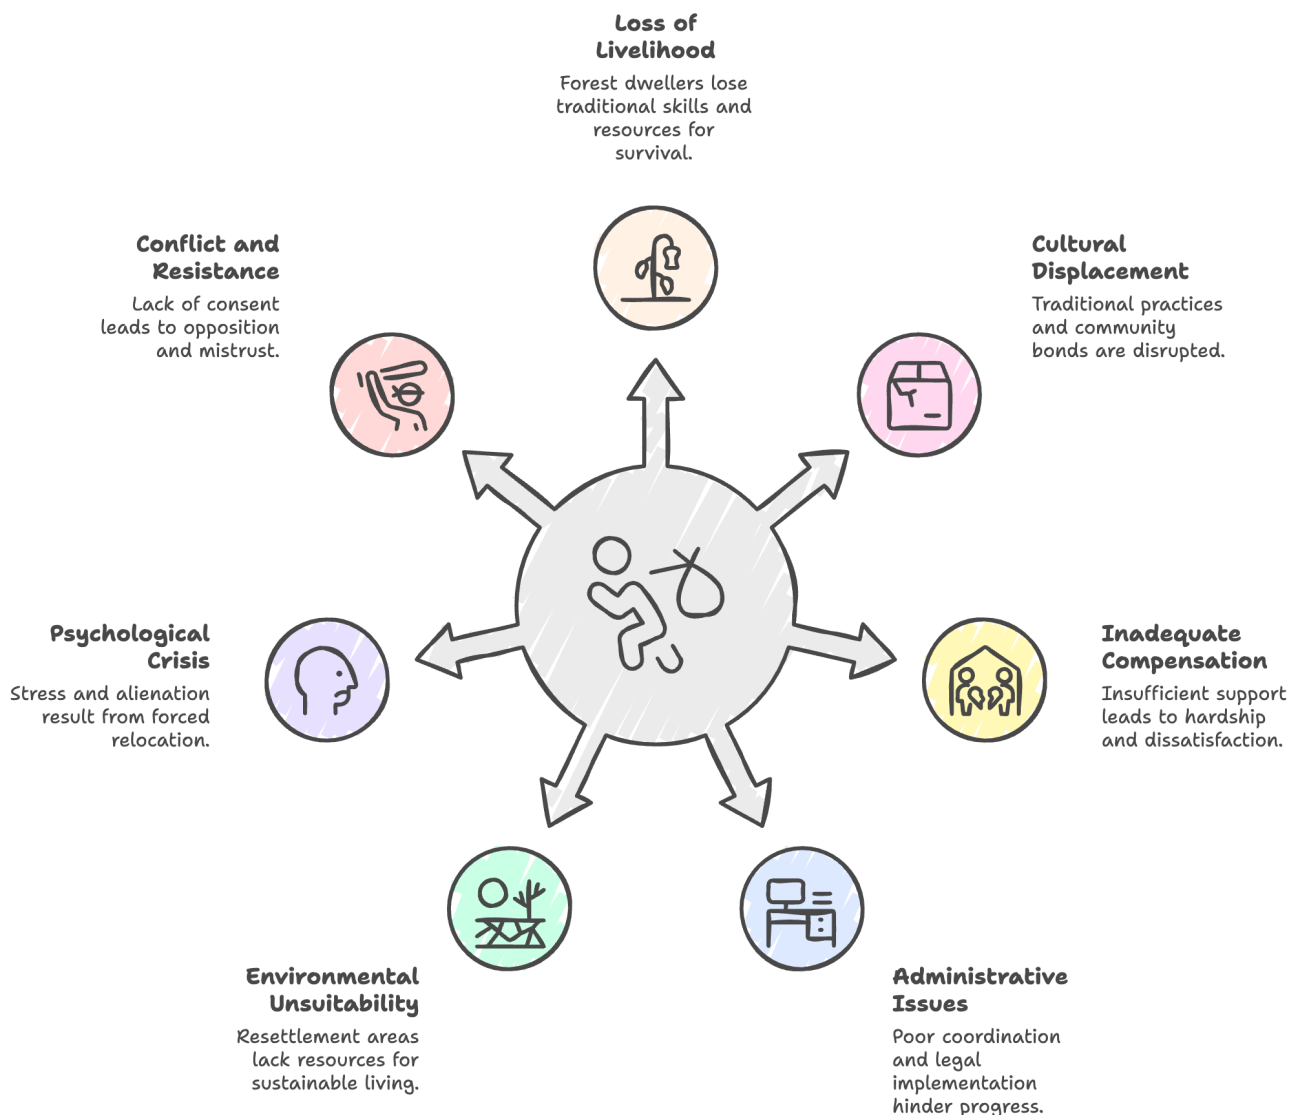 Loss of
Livelihood
Forest dwellers lose
traditional skills and
resources for
survival.
Conflict and
Resistance
Lack of consent
leads to opposition
and mistrust.
Cultural
Displacement
Traditional practices
and community
bonds are disrupted.
Psychological
Crisis
Stress and alienation
result from forced
relocation.
Inadequate
Compensation
Insufficient support
leads to hardship
and dissatisfaction.
Environmental
Unsuitability
Resettlement areas
lack resources for
sustainable living.
Administrative
Issues
Poor coordination
and legal
implementation
hinder progress.